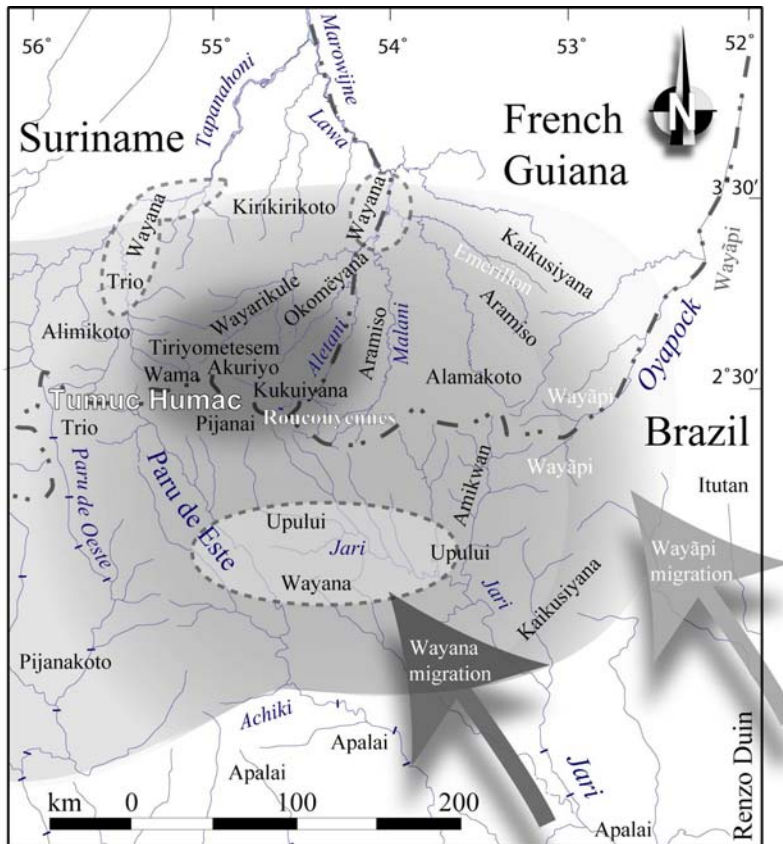 56° 55° 54° 53° 52°
Marowijne
Tapanahoni
Lawa
Suriname
French
Guiana
N
3°30'
Wayana
Kirikirikoto
Wayana
Kaikusiyana
Wayãpi
Emerillon
Trio
Wayarikule
Okomëyana
Aramiso
Oyapock
Alimikoto
Aletani
Aramiso
Malani
Tiriyometesem
Wama
Akuriyo
Alamakoto
2°30'
Kukuiyana
Wayãpi
Tumuc Humac
Roucouyennes
Trio
Pijanai
Brazil
Paru de Oeste
Paru de Este
Amikwan
Wayãpi
Itutan
Upului
Jari
Upului
Wayãpi
migration
Wayana
Jari
Kaikusiyana
Pijanakoto
Wayana
migration
Achiki
Apalai
Apalai
Jari
Renzo Duin
km 0 100 200
Apalai